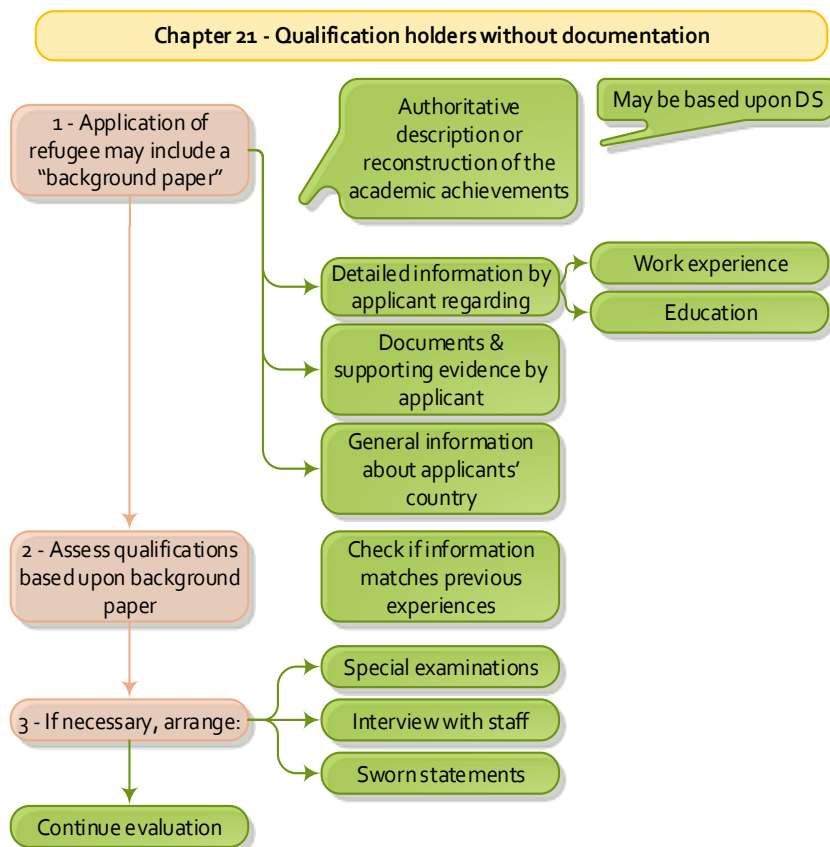 Chapter 21 - Qualification holders without documentation
1 - Application of
refugee may include a
“background paper”
Authoritative
description or
reconstruction of the
academic achievements
May be based upon DS
Detailed information by
applicant regarding
Work experience
Education
Documents &
supporting evidence by
applicant
General information
about applicants’
country
2 - Assess qualifications
based upon background
paper
Check if information
matches previous
experiences
3 - If necessary, arrange:
Special examinations
Interview with staff
Sworn statements
Continue evaluation